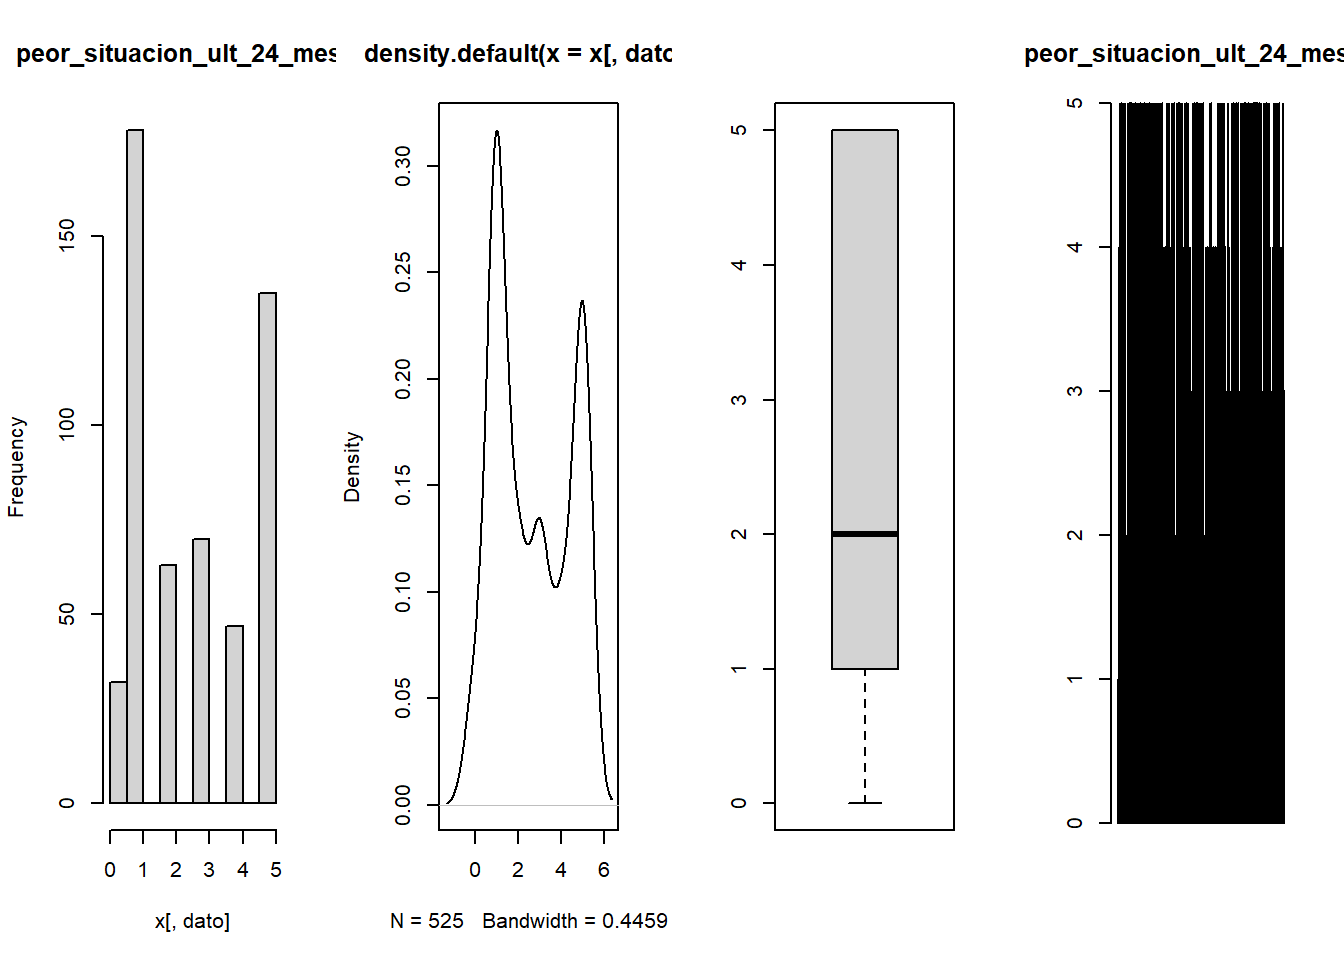 peor_situacion_ult_24_mes
Frequency
0
50
100
150
0 1 2 3 4 5
x[, dato]
density.default(x = x[, dato
Density
0.00
0.05
0.10
0.15
0.20
0.25
0.30
0 2 4 6
N = 525 Bandwidth = 0.4459
0
1
2
3
4
5
peor_situacion_ult_24_mes
0
1
2
3
4
5